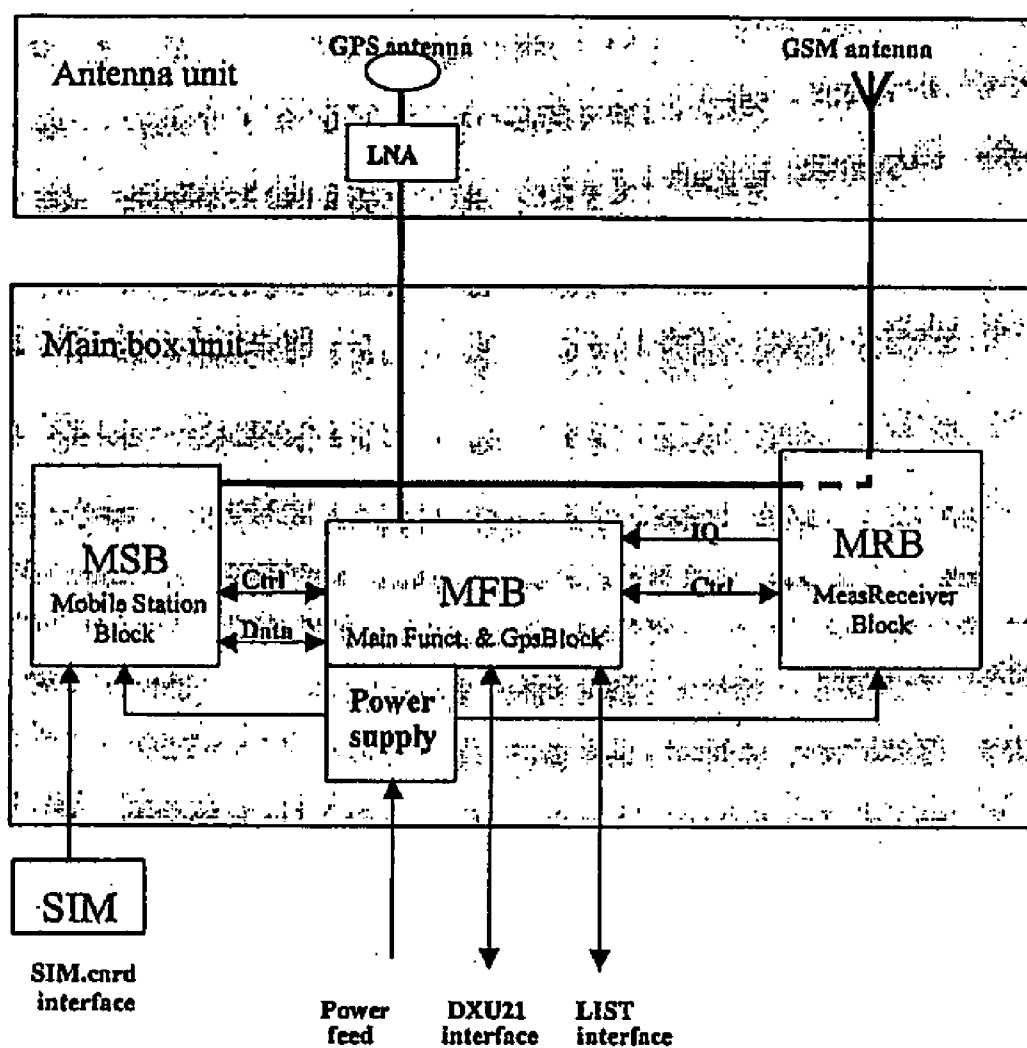 GPS antenna
GSM antenna
Antenna unit
LNA
Main box unit
MSB
Mobile Station
Block
Ctrl
Data
MFB
Main Funct. & GpsBlock
IQ
Ctrl
MRB
MeasReceiver
Block
Power
supply
SIM
SIM.card
interface
Power
feed
DXU21
interface
LIST
interface